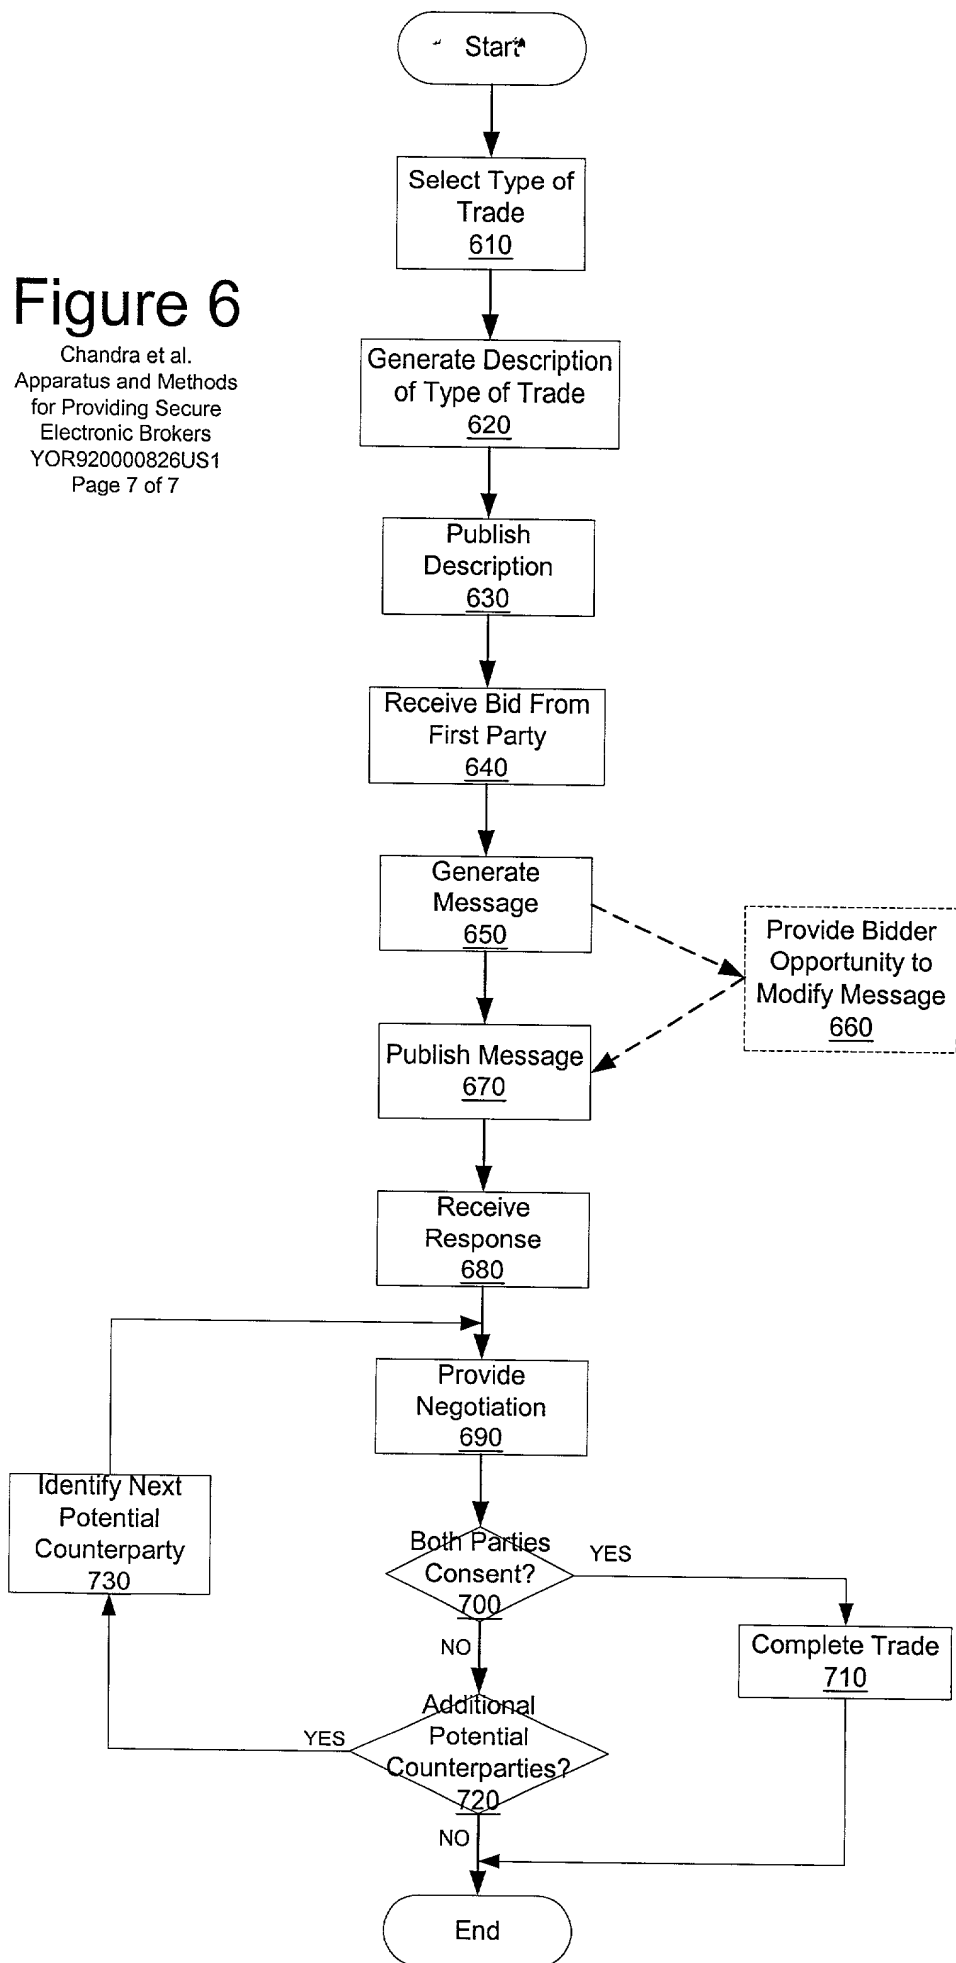 Start
Select Type of
Trade
610
Figure 6
Chandra et al.
Apparatus and Methods
for Providing Secure
Electronic Brokers
YOR920000826US1
Page 7 of 7
Generate Description
of Type of Trade
620
Publish
Description
630
Receive Bid From
First Party
640
Generate
Message
650
Provide Bidder
Opportunity to
Modify Message
660
Publish Message
670
Receive
Response
680
Provide
Negotiation
690
Identify Next
Potential
Counterparty
730
Both Parties
Consent?
700
YES
NO
Complete Trade
710
Additional
Potential
Counterparties?
720
YES
NO
End